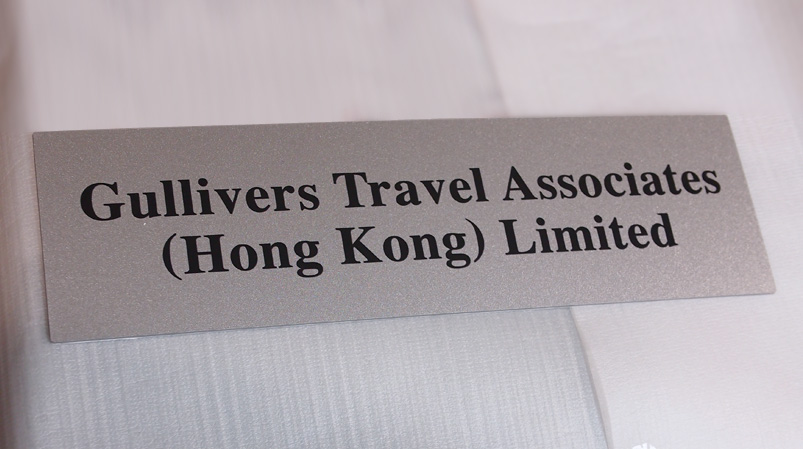 Gullivers Travel Associates
(Hong Kong) Limited